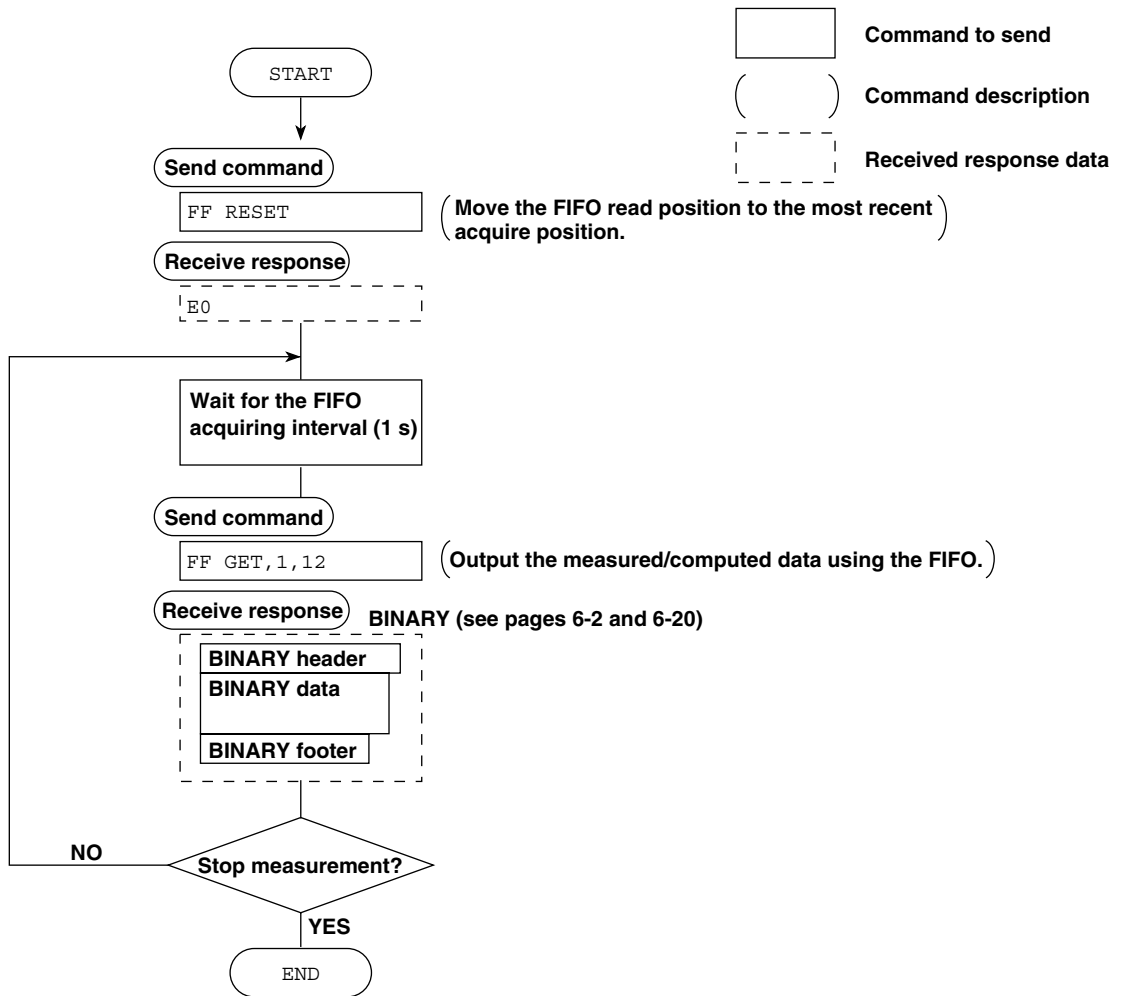 Command to send
START
Command description
Send command
Received response data
FF RESET
Move the FIFO read position to the most recent
acquire position.
Receive response
E0
Wait for the FIFO
acquiring interval (1 s)
Send command
FF GET,1,12
Output the measured/computed data using the FIFO.
Receive response
BINARY (see pages 6-2 and 6-20)
BINARY header
BINARY data
BINARY footer
NO
Stop measurement?
YES
END